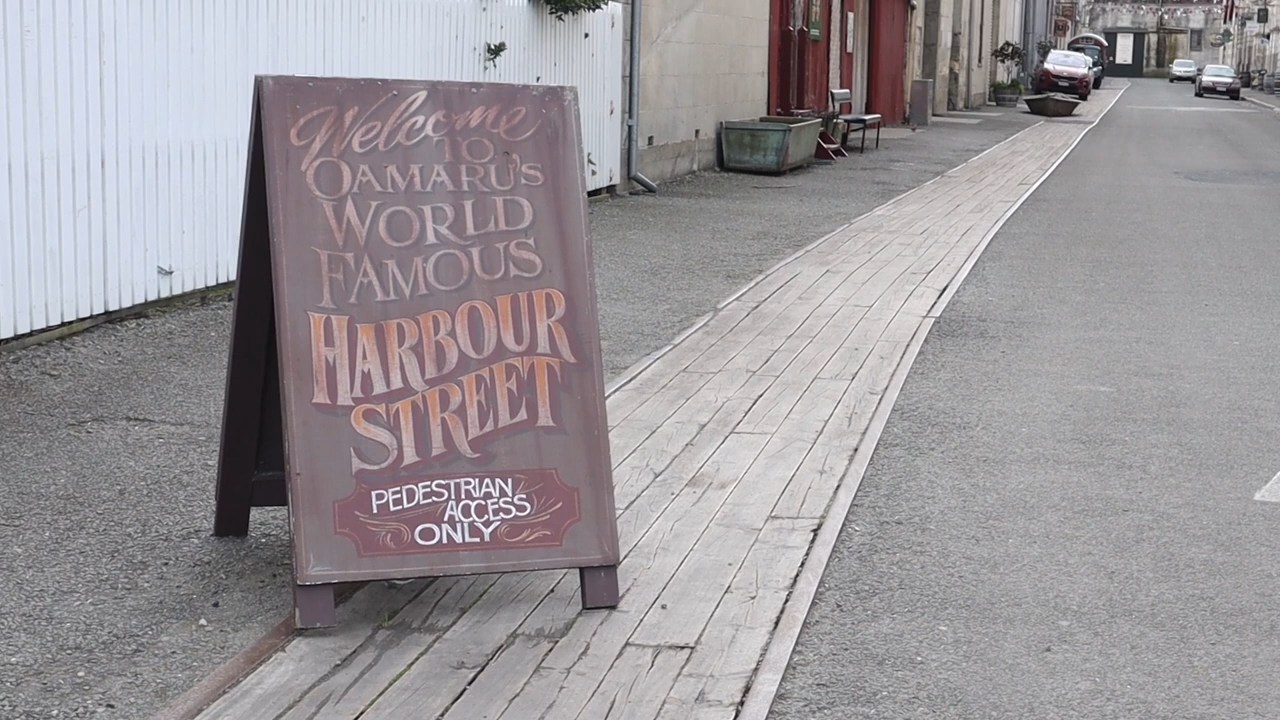 Welcome
TO
OAMARU'S
WORLD
FAMOUS
HARBOUR
STREET
PEDESTRIAN
ACCESS
ONLY